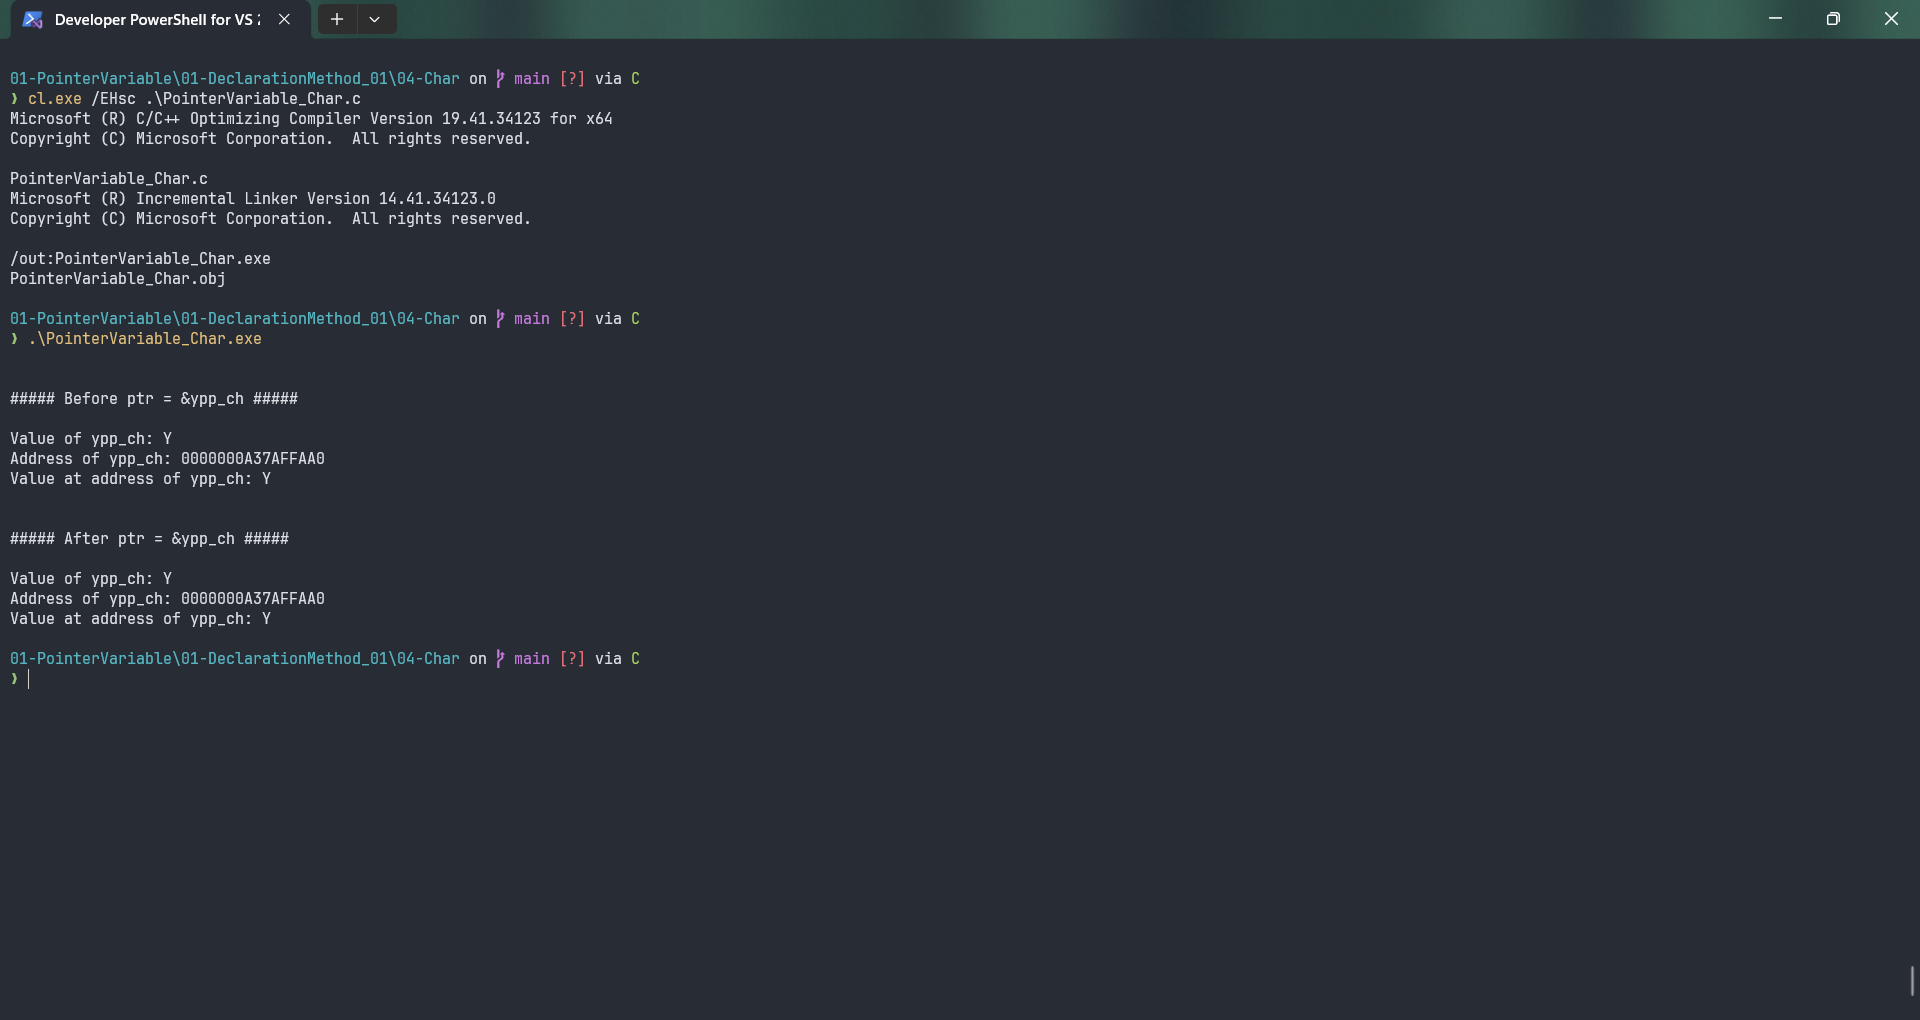 Developer PowerShell for VS 2
01-PointerVariable\01-DeclarationMethod_01\04-Char on main [?] via C
❯ cl.exe /EHsc .\PointerVariable_Char.c
Microsoft (R) C/C++ Optimizing Compiler Version 19.41.34123 for x64
Copyright (C) Microsoft Corporation.  All rights reserved.
PointerVariable_Char.c
Microsoft (R) Incremental Linker Version 14.41.34123.0
Copyright (C) Microsoft Corporation.  All rights reserved.
/out:PointerVariable_Char.exe
PointerVariable_Char.obj
01-PointerVariable\01-DeclarationMethod_01\04-Char on main [?] via C
❯ .\PointerVariable_Char.exe
##### Before ptr = &ypp_ch #####
Value of ypp_ch: Y
Address of ypp_ch: 0000000A37AFFAA0
Value at address of ypp_ch: Y
##### After ptr = &ypp_ch #####
Value of ypp_ch: Y
Address of ypp_ch: 0000000A37AFFAA0
Value at address of ypp_ch: Y
01-PointerVariable\01-DeclarationMethod_01\04-Char on main [?] via C
❯